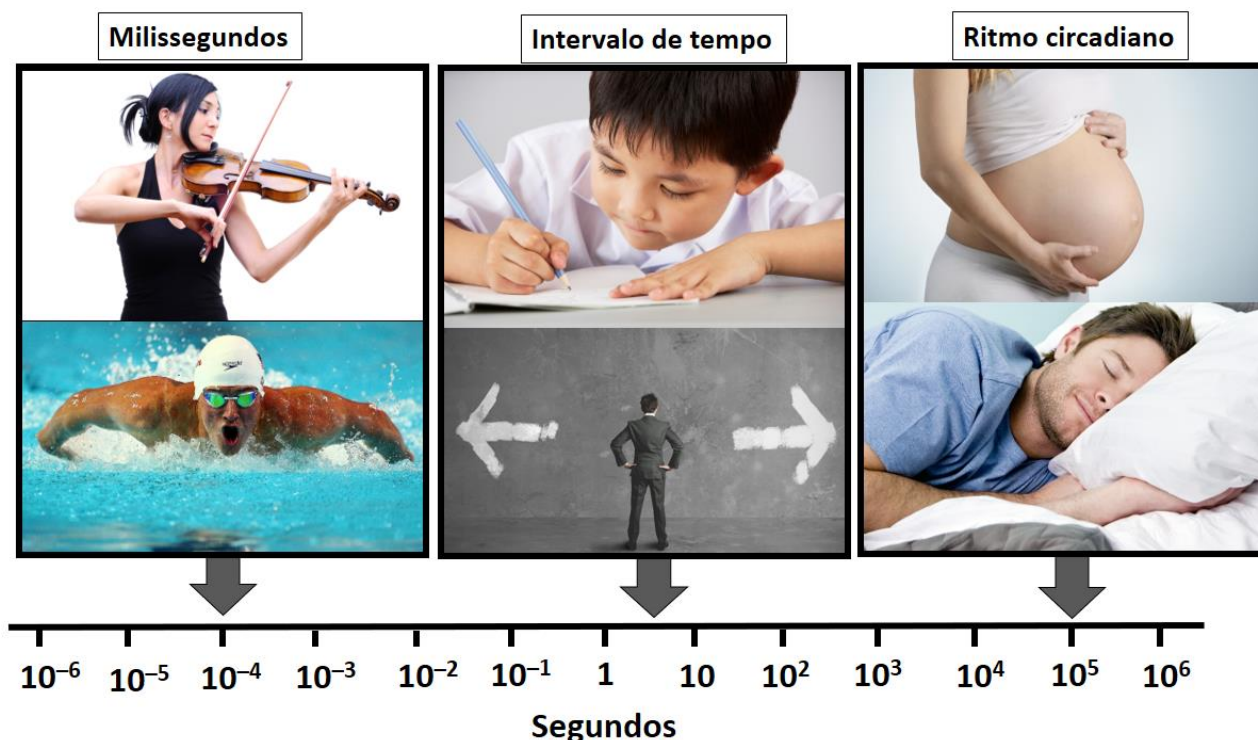 Milissegundos
Intervalo de tempo
Ritmo circadiano
10⁻⁶ 10⁻⁵ 10⁻⁴ 10⁻³ 10⁻² 10⁻¹ 1 10 10² 10³ 10⁴ 10⁵ 10⁶
Segundos